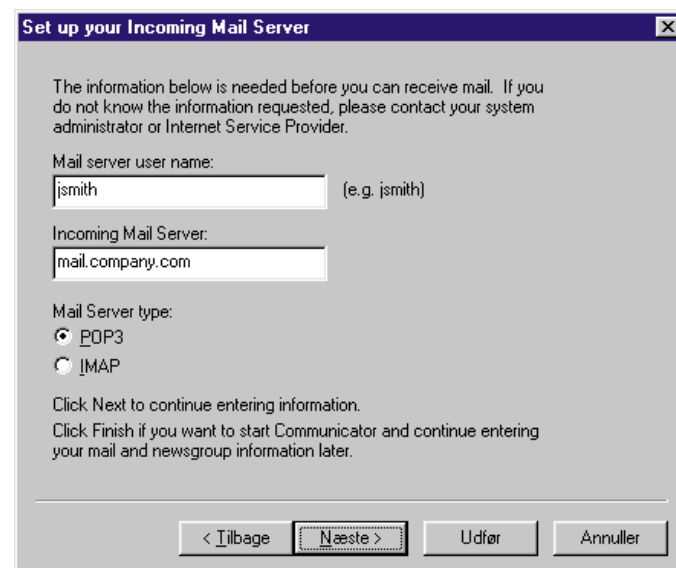 Set up your Incoming Mail Server
The information below is needed before you can receive mail. If you
do not know the information requested, please contact your system
administrator or Internet Service Provider.
Mail server user name:
jsmith (e.g. jsmith)
Incoming Mail Server:
mail.company.com
Mail Server type:
POP3
IMAP
Click Next to continue entering information.
Click Finish if you want to start Communicator and continue entering
your mail and newsgroup information later.
< Tilbage Næste > Udfør Annuller